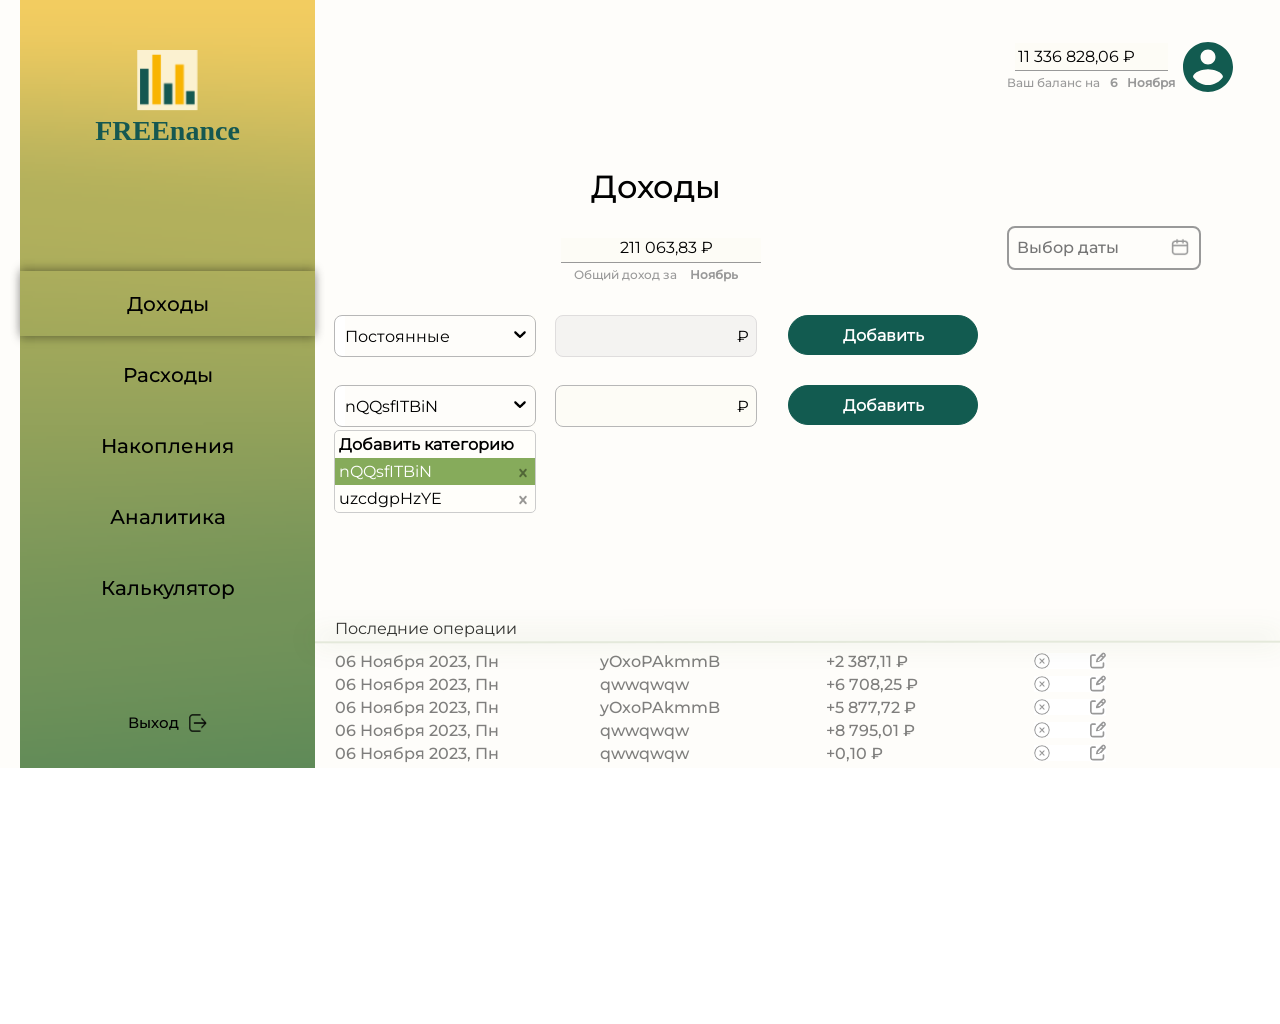 FREEnance
Доходы
Расходы
Накопления
Аналитика
Калькулятор
Выход
11 336 828,06 ₽
Ваш баланс на 6 Ноября
Доходы
211 063,83 ₽
Общий доход за Ноябрь
Выбор даты
Постоянные ₽ Добавить
nQQsflTBiN ₽ Добавить
Добавить категорию
nQQsflTBiN x
uzcdgpHzYE x
Последние операции
06 Ноября 2023, Пн yOxoPAkmmB +2 387,11 ₽
06 Ноября 2023, Пн qwwqwqw +6 708,25 ₽
06 Ноября 2023, Пн yOxoPAkmmB +5 877,72 ₽
06 Ноября 2023, Пн qwwqwqw +8 795,01 ₽
06 Ноября 2023, Пн qwwqwqw +0,10 ₽